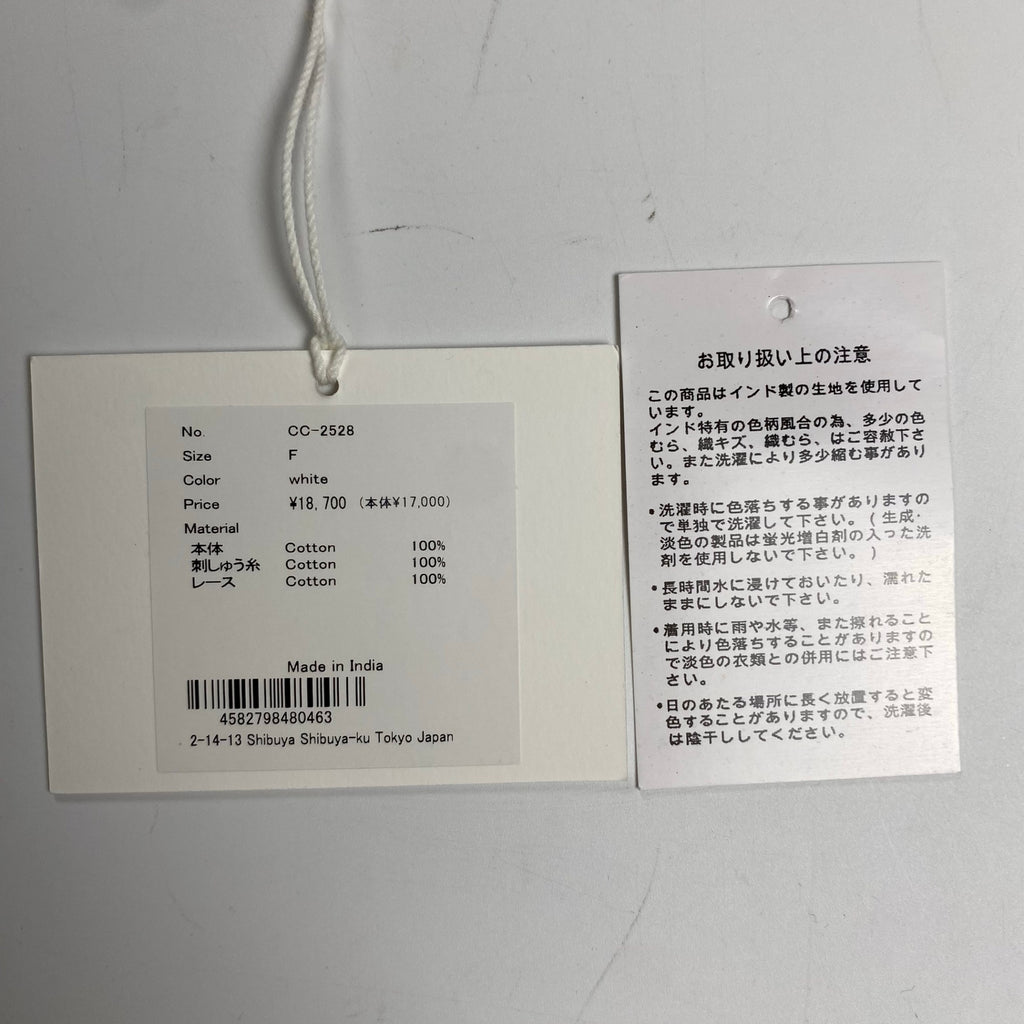 No. CC-2528
Size F
Color white
Price ¥18,700 (本体¥17,000)
Material
本体 Cotton 100%
刺しゅう糸 Cotton 100%
レース Cotton 100%
Made in India
4582798480463
2-14-13 Shibuya Shibuya-ku Tokyo Japan
お取り扱い上の注意
この商品はインド製の生地を使用して
います。
インド特有の色柄風合の為、多少の色
むら、織キズ、織むら、はご容赦下さ
い。また洗濯により多少縮む事があり
ます。
•洗濯時に色落ちする事がありますの
で単独で洗濯して下さい。(生成・
淡色の製品は蛍光増白剤の入った洗
剤を使用しないで下さい。)
•長時間水に浸けておいたり、濡れた
ままにしないで下さい。
•着用時に雨や水等、また擦れること
により色落ちすることがありますの
で淡色の衣類との併用にはご注意下
さい。
•日のあたる場所に長く放置すると変
色することがありますので、洗濯後
は陰干ししてください。